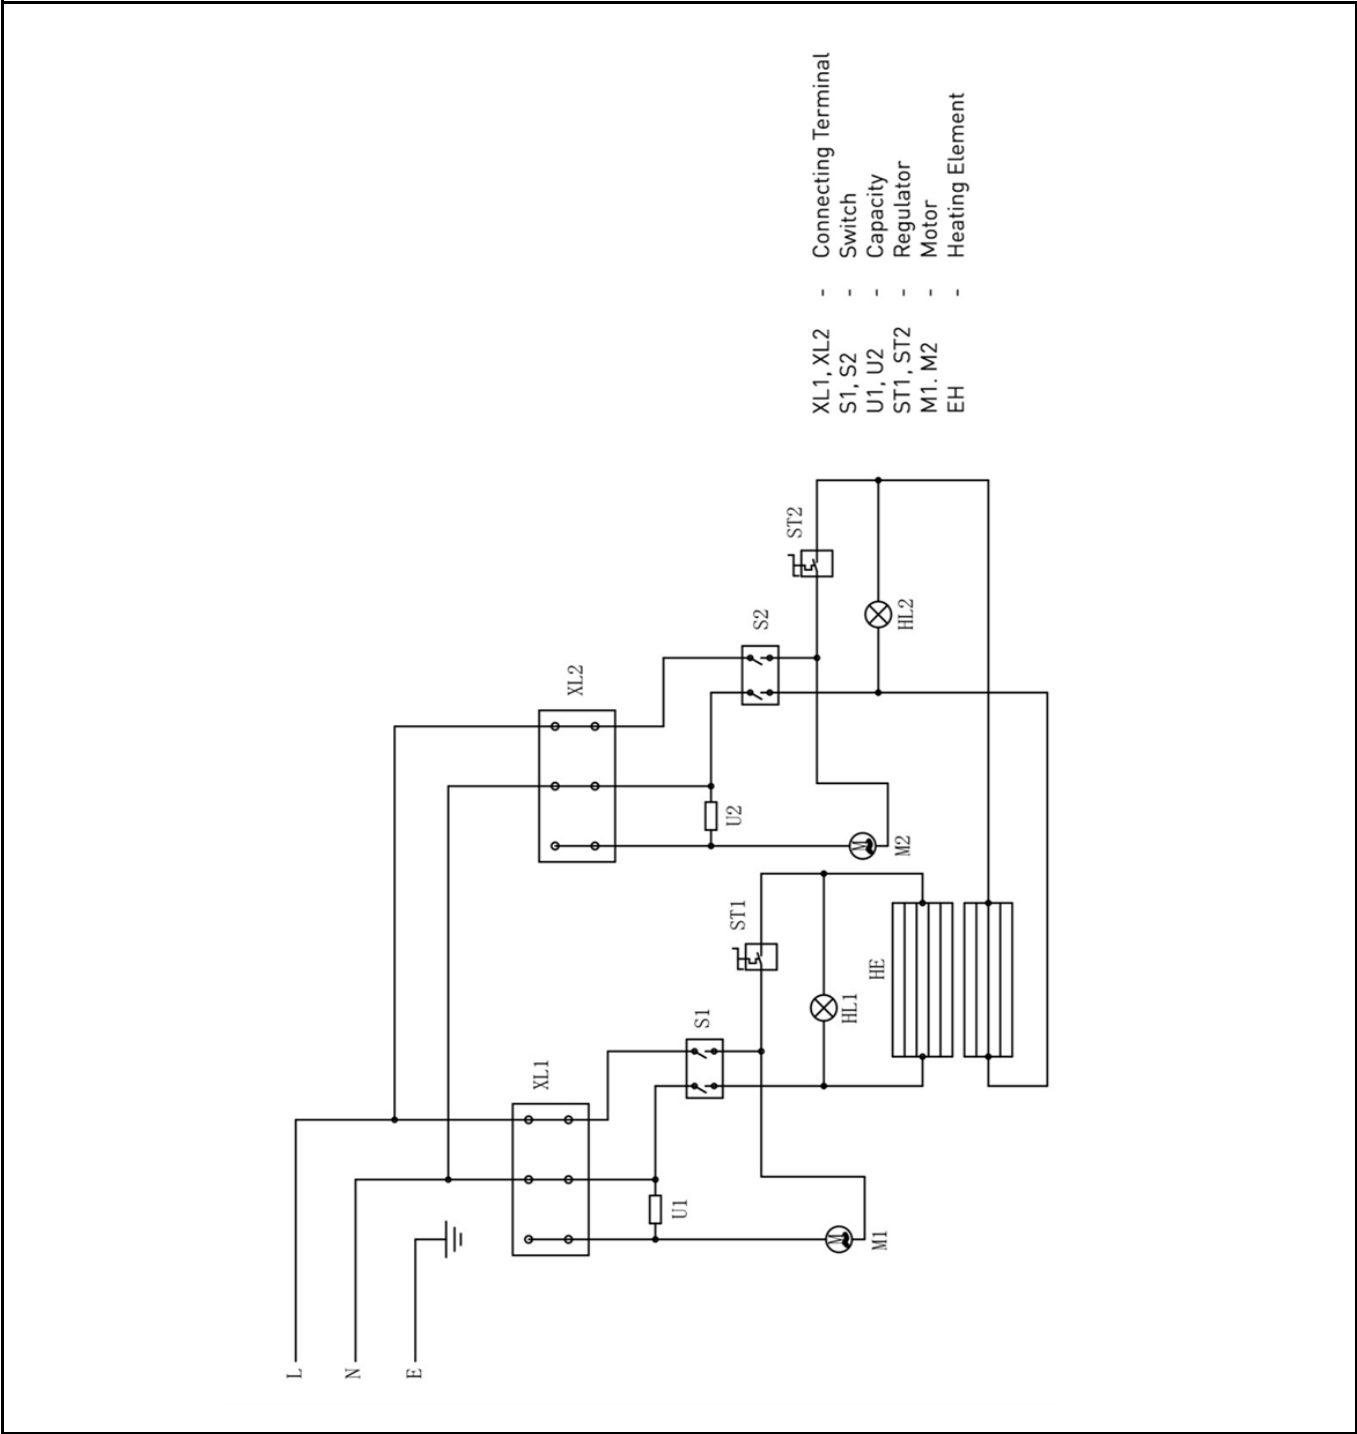 XL1, XL2 - Connecting Terminal
S1, S2 - Switch
U1, U2 - Capacity
ST1, ST2 - Regulator
M1. M2 - Motor
EH - Heating Element
ST2
S2
HL2
XL2
U2
M2
ST1
HE
HL1
S1
XL1
U1
M1
L
N
E